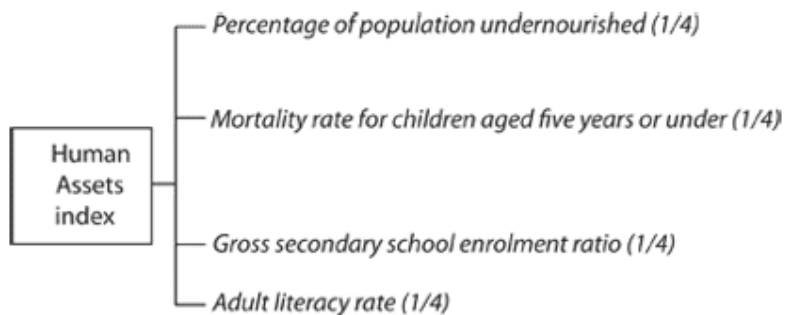 Percentage of population undernourished (1/4)
Mortality rate for children aged five years or under (1/4)
Human
Assets
index
Gross secondary school enrolment ratio (1/4)
Adult literacy rate (1/4)